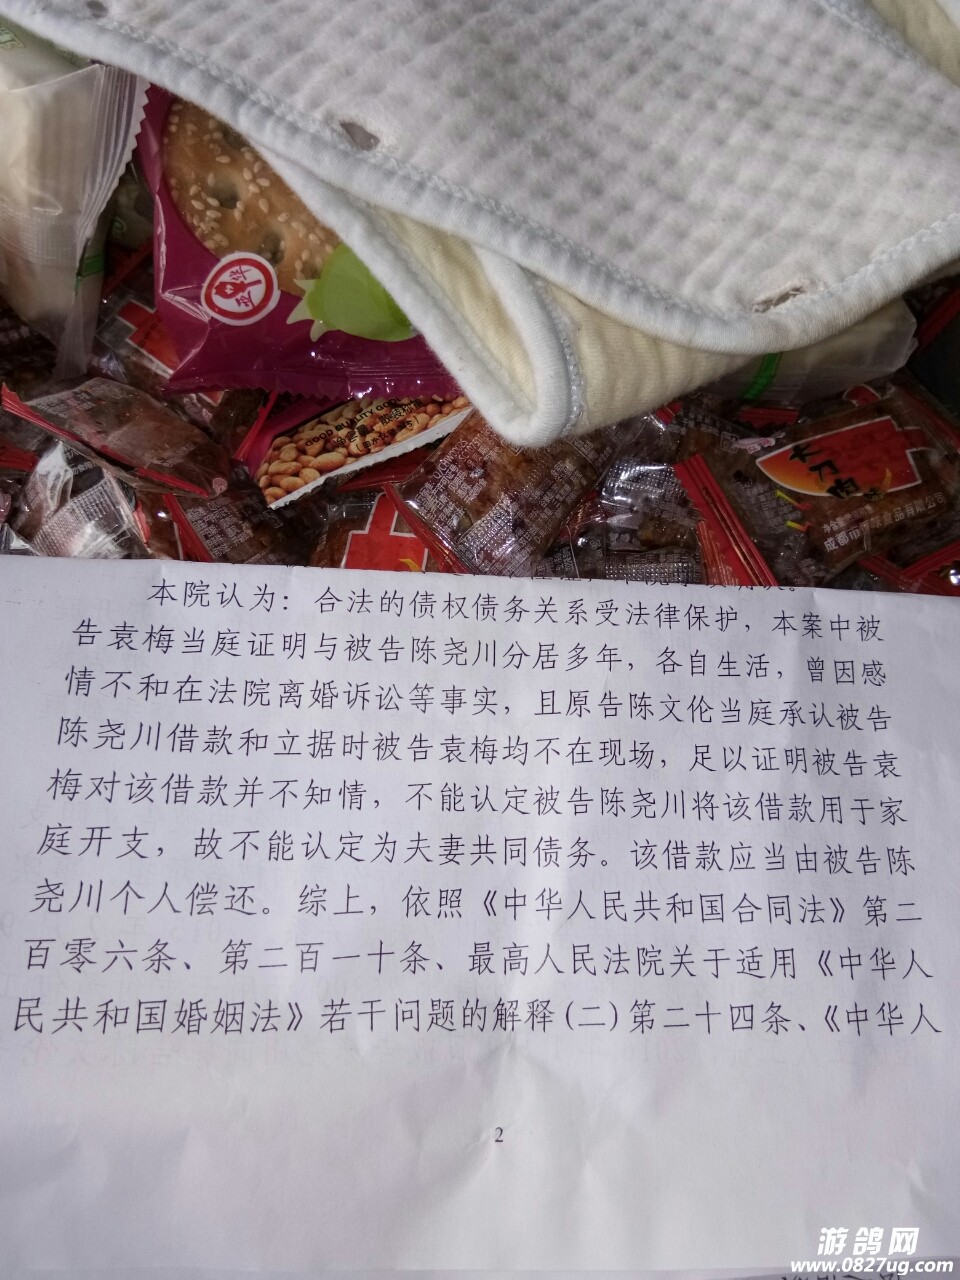 GOOD QUALITY GOO
大刀肉
本院认为：合法的债权债务关系受法律保护，本案中被
告袁梅当庭证明与被告陈尧川分居多年，各自生活，曾因感
情不和在法院离婚诉讼等事实，且原告陈文伦当庭承认被告
陈尧川借款和立据时被告袁梅均不在现场，足以证明被告袁
梅对该借款并不知情，不能认定被告陈尧川将该借款用于家
庭开支，故不能认定为夫妻共同债务。该借款应当由被告陈
尧川个人偿还。综上，依照《中华人民共和国合同法》第二
百零六条、第二百一十条、最高人民法院关于适用《中华人
民共和国婚姻法》若干问题的解释(二)第二十四条、《中华人
2
游鸽网
www.0827ug.com